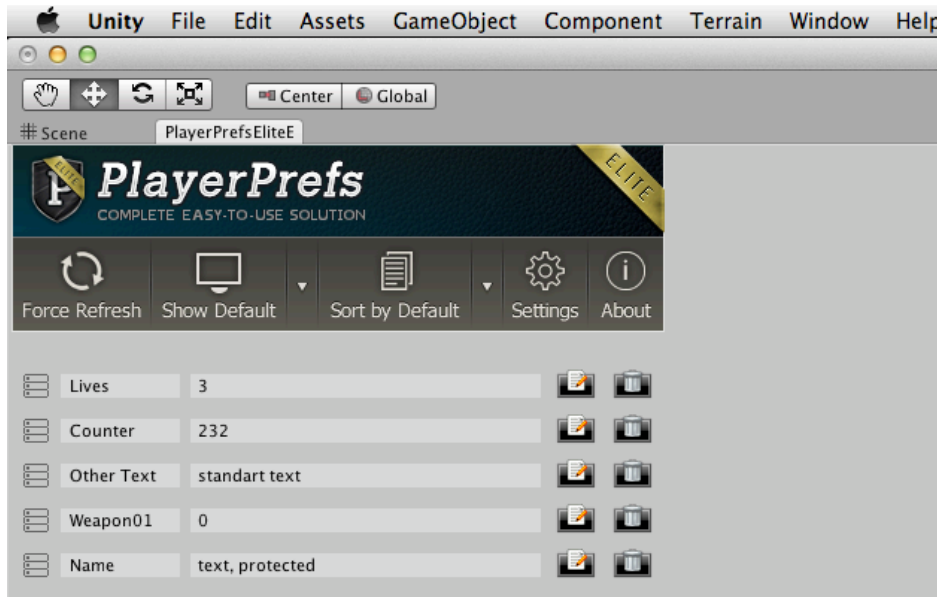 Unity File Edit Assets GameObject Component Terrain Window Help
Center Global
Scene PlayerPrefsEliteE
PlayerPrefs
COMPLETE EASY-TO-USE SOLUTION
ELITE
Force Refresh Show Default Sort by Default Settings About
Lives 3
Counter 232
Other Text standart text
Weapon01 0
Name text, protected